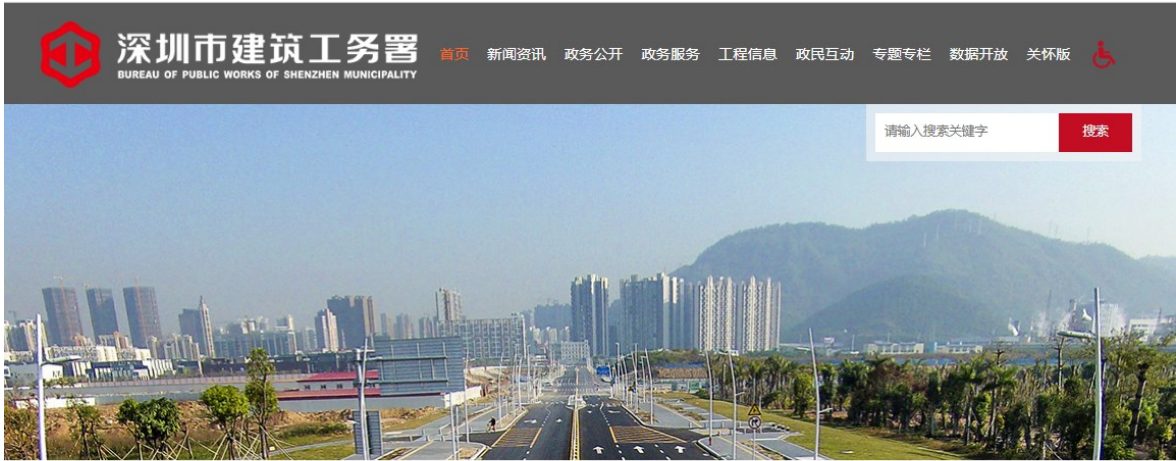 深圳市建筑工务署
BUREAU OF PUBLIC WORKS OF SHENZHEN MUNICIPALITY
首页 新闻资讯 政务公开 政务服务 工程信息 政民互动 专题专栏 数据开放 关怀版
请输入搜索关键字 搜索